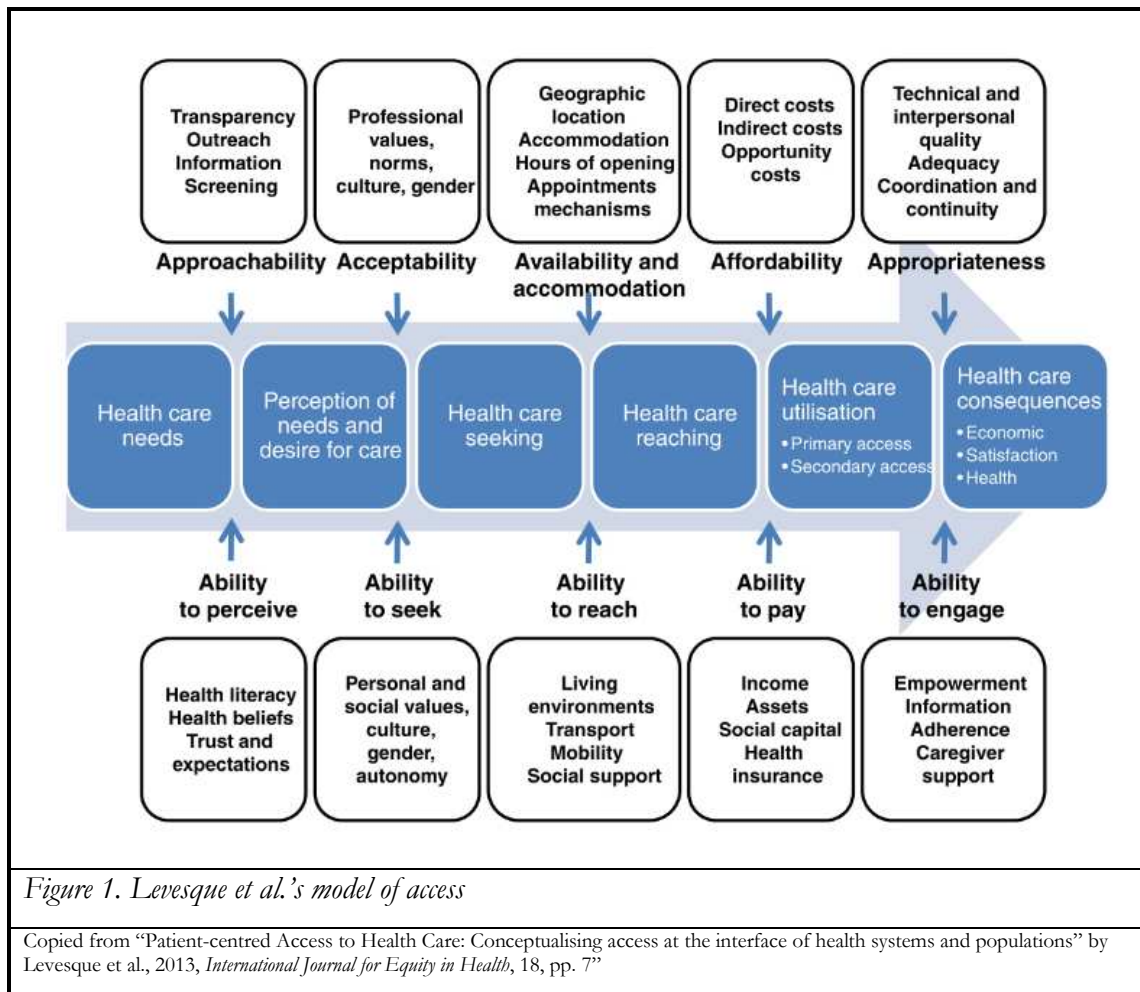 Transparency
Outreach
Information
Screening
Professional
values,
norms,
culture, gender
Geographic
location
Accommodation
Hours of opening
Appointments
mechanisms
Direct costs
Indirect costs
Opportunity
costs
Technical and
interpersonal
quality
Adequacy
Coordination and
continuity
Approachability
Acceptability
Availability and
accommodation
Affordability
Appropriateness
Health care
needs
Perception of
needs and
desire for care
Health care
seeking
Health care
reaching
Health care
utilisation
• Primary access
• Secondary access
Health care
consequences
• Economic
• Satisfaction
• Health
Ability
to perceive
Ability
to seek
Ability
to reach
Ability
to pay
Ability
to engage
Health literacy
Health beliefs
Trust and
expectations
Personal and
social values,
culture,
gender,
autonomy
Living
environments
Transport
Mobility
Social support
Income
Assets
Social capital
Health
insurance
Empowerment
Information
Adherence
Caregiver
support
Figure 1. Levesque et al.'s model of access
Copied from “Patient-centred Access to Health Care: Conceptualising access at the interface of health systems and populations” by
Levesque et al., 2013, International Journal for Equity in Health, 18, pp. 7”